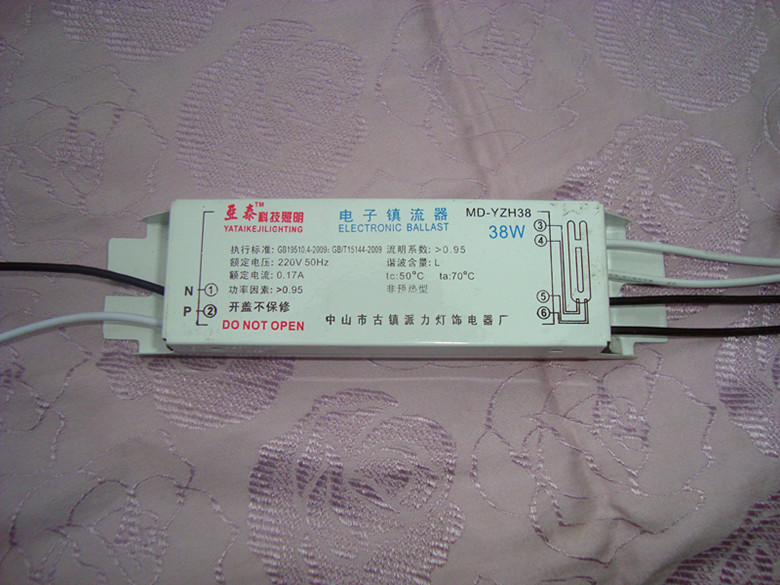 亚泰™科技照明
YATAIKEJILIGHTING
电子镇流器
ELECTRONIC BALLAST
MD-YZH38
38W
执行标准: GB19510.4-2009; GB/T15144-2009
流明系数: >0.95
额定电压: 220V 50Hz
谐波含量: L
额定电流: 0.17A
tc:50°C ta:70°C
功率因素: >0.95
非预热型
开盖不保修
DO NOT OPEN
中山市古镇派力灯饰电器厂
N ①
P ②
③
④
⑤
⑥